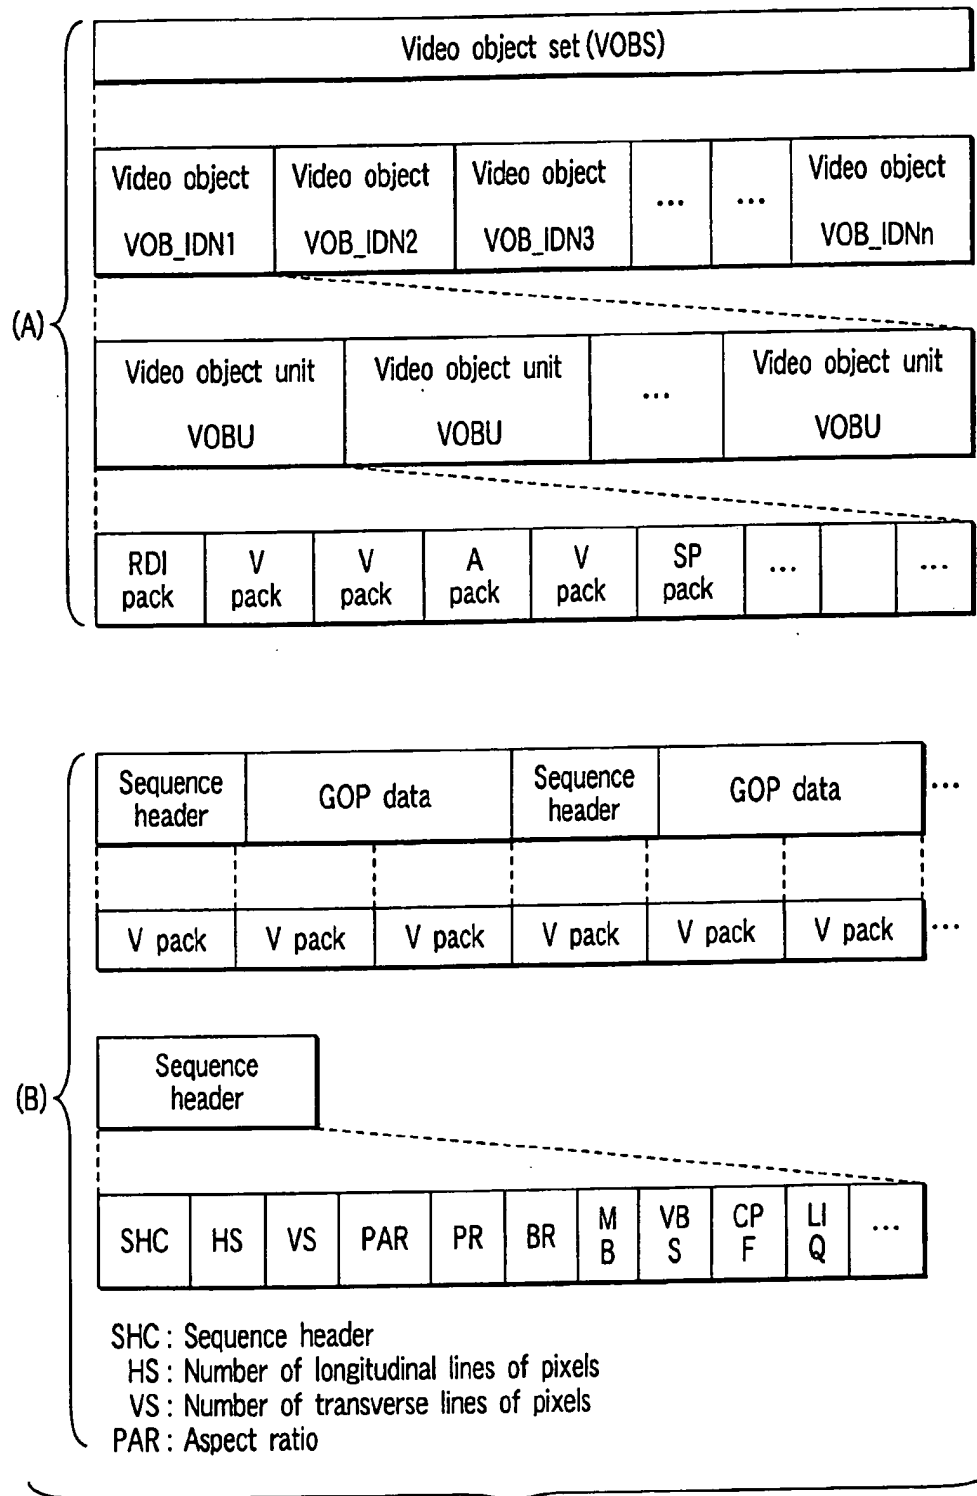 Video object set (VOBS)
Video object Video object Video object ... ... Video object
VOB_IDN1 VOB_IDN2 VOB_IDN3 VOB_IDNn
(A)
Video object unit Video object unit ... Video object unit
VOBU VOBU VOBU
RDI V V A V SP ... ...
pack pack pack pack pack pack
Sequence header GOP data Sequence header GOP data ...
V pack V pack V pack V pack V pack V pack ...
Sequence
header
(B)
SHC HS VS PAR PR BR M B VB S CP F LI Q ...
SHC : Sequence header
HS : Number of longitudinal lines of pixels
VS : Number of transverse lines of pixels
PAR : Aspect ratio